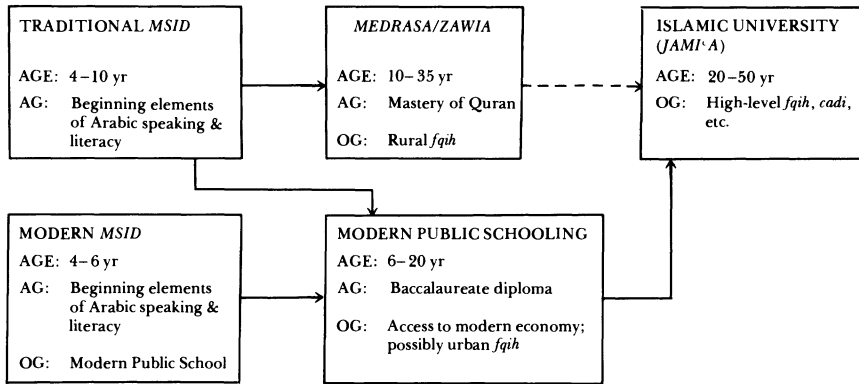 TRADITIONAL MSID
AGE: 4–10 yr
AG: Beginning elements
of Arabic speaking &
literacy
MEDRASA/ZAWIA
AGE: 10–35 yr
AG: Mastery of Quran
OG: Rural fqih
ISLAMIC UNIVERSITY
(JAMIʿA)
AGE: 20–50 yr
OG: High-level fqih, cadi,
etc.
MODERN MSID
AGE: 4–6 yr
AG: Beginning elements
of Arabic speaking &
literacy
OG: Modern Public School
MODERN PUBLIC SCHOOLING
AGE: 6–20 yr
AG: Baccalaureate diploma
OG: Access to modern economy;
possibly urban fqih